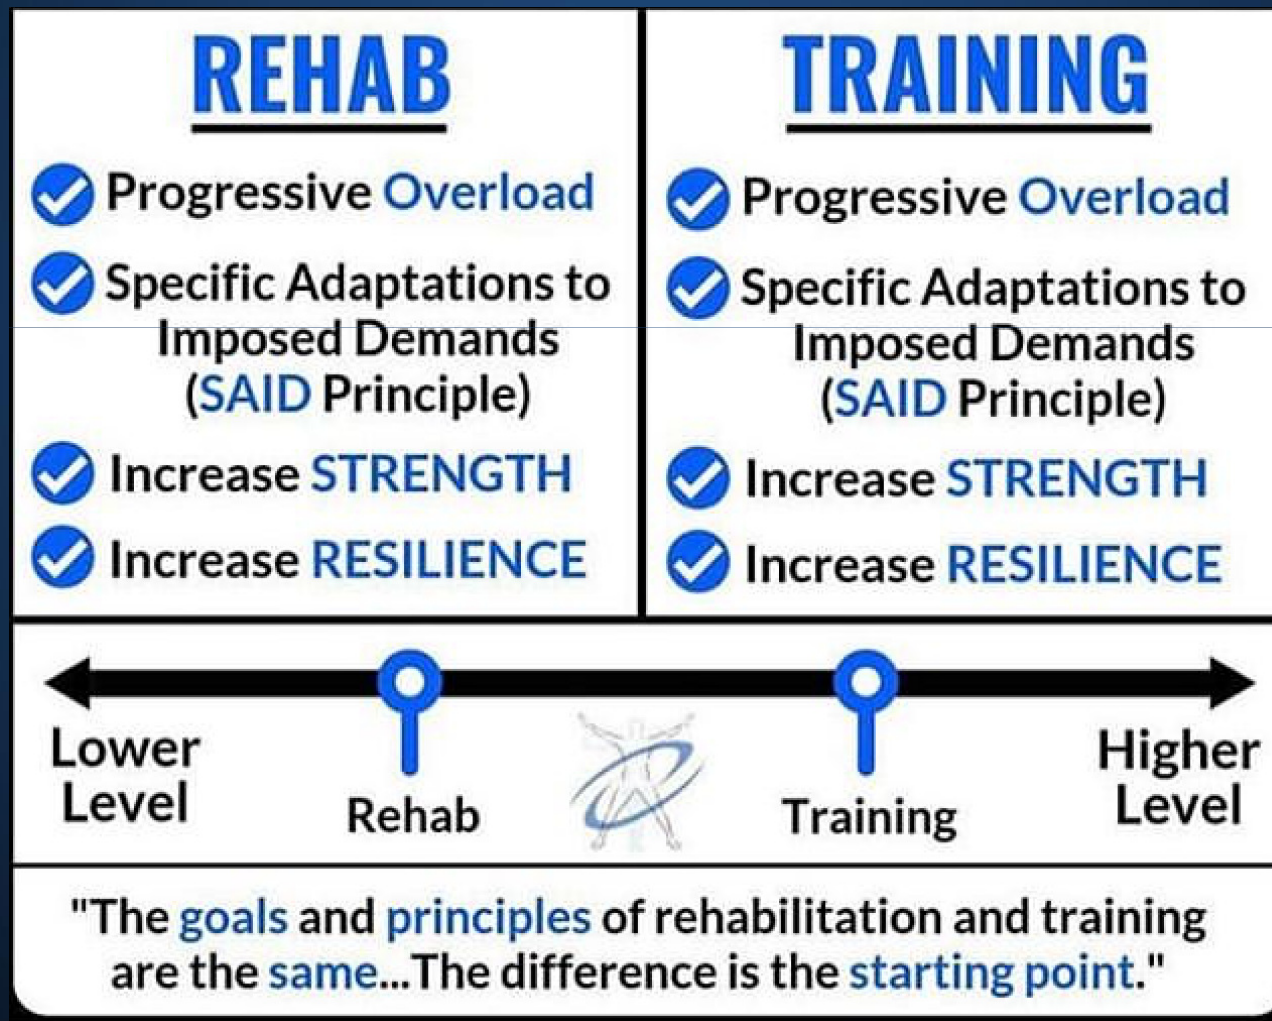 REHAB
Progressive Overload
Specific Adaptations to
Imposed Demands
(SAID Principle)
Increase STRENGTH
Increase RESILIENCE
TRAINING
Progressive Overload
Specific Adaptations to
Imposed Demands
(SAID Principle)
Increase STRENGTH
Increase RESILIENCE
Lower
Level
Rehab
Training
Higher
Level
"The goals and principles of rehabilitation and training
are the same...The difference is the starting point."